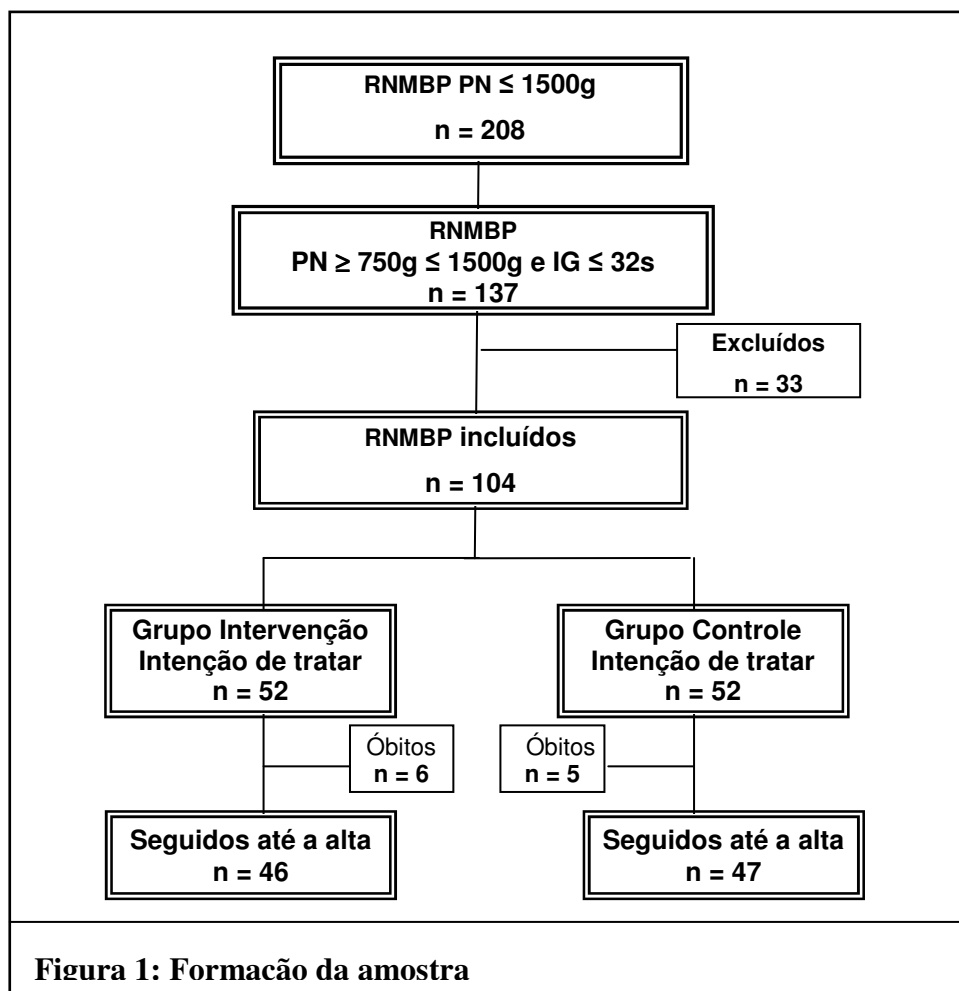 RNMBP PN ≤ 1500g
n = 208
RNMBP
PN ≥ 750g ≤ 1500g e IG ≤ 32s
n = 137
Excluídos
n = 33
RNMBP incluídos
n = 104
Grupo Intervenção
Intenção de tratar
n = 52
Grupo Controle
Intenção de tratar
n = 52
Óbitos
n = 6
Óbitos
n = 5
Seguidos até a alta
n = 46
Seguidos até a alta
n = 47
Figura 1: Formação da amostra